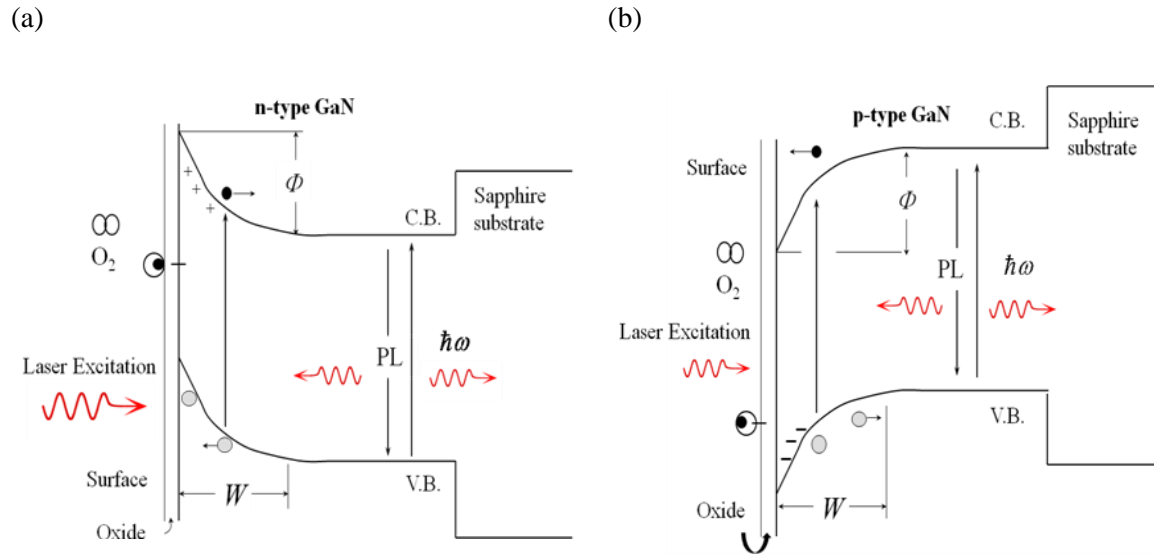 (a)
n-type GaN
+
+
+
Φ
Sapphire
substrate
C.B.
O2
Laser Excitation
PL
ħω
Surface
W
V.B.
Oxide
(b)
p-type GaN
C.B.
Sapphire
substrate
Surface
Φ
O2
PL
ħω
Laser Excitation
V.B.
-
-
-
Oxide
W